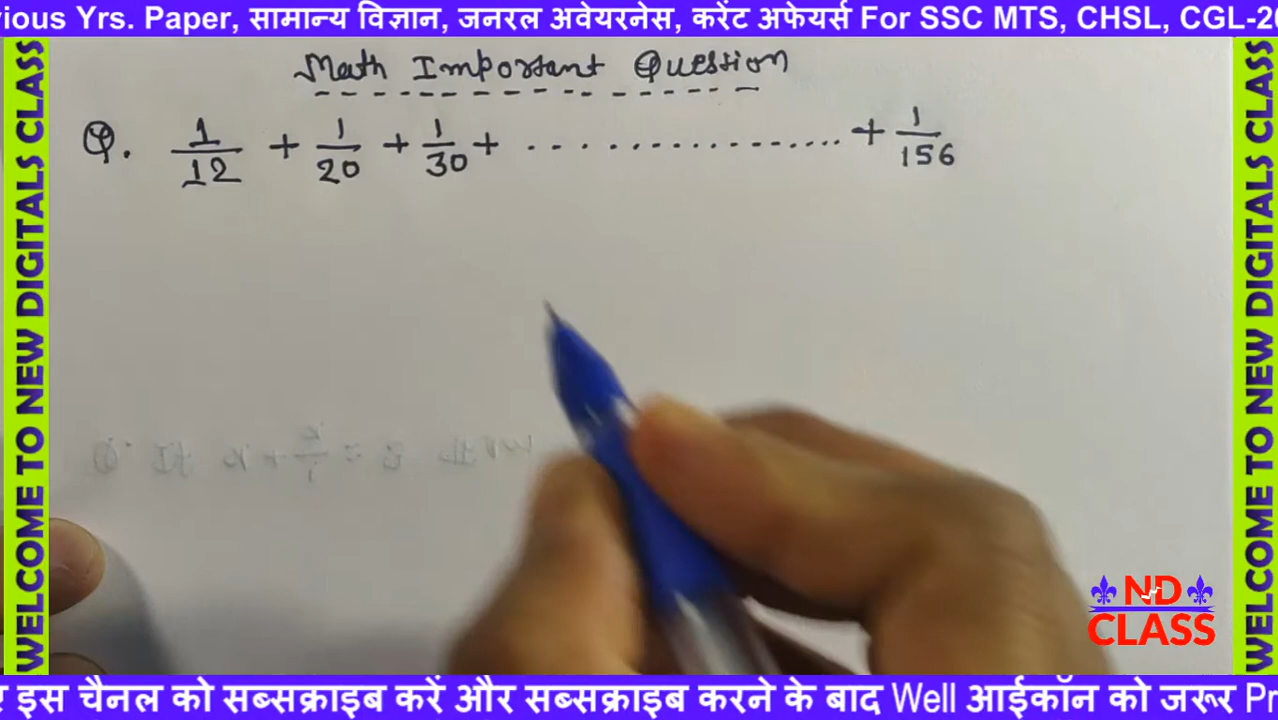 ious Yrs. Paper, सामान्य विज्ञान, जनरल अवेयरनेस, करेंट अफेयर्स For SSC MTS, CHSL, CGL-20
Math Important Question
Q. 1/12 + 1/20 + 1/30 + .................. + 1/156
WELCOME TO NEW DIGITALS CLASS
WELCOME TO NEW DIGITALS CLASS
ND
CLASS
इस चैनल को सब्सक्राइब करें और सब्सक्राइब करने के बाद Well आईकॉन को जरूर Pr